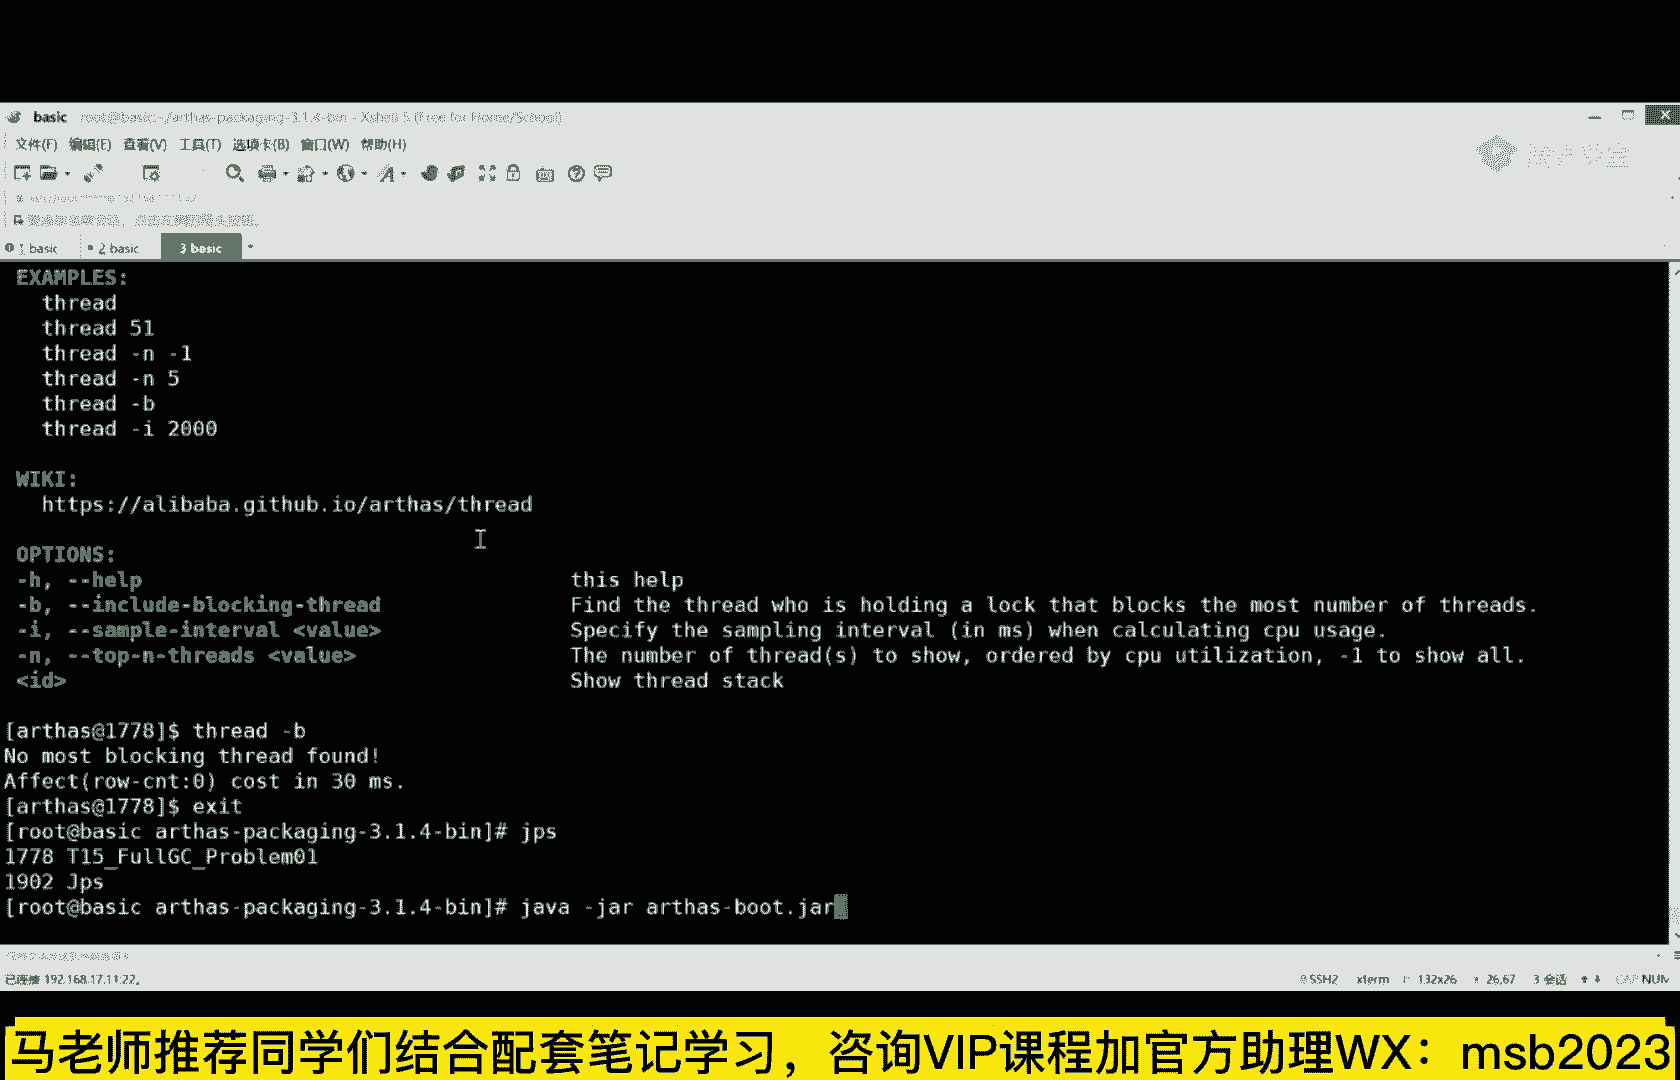 basic root@basic:~/arthas-packaging-3.1.4-bin - Xshell 5 (Free for Home/School)
文件(F) 编辑(E) 查看(V) 工具(T) 选项卡(B) 窗口(W) 帮助(H)
1 basic 2 basic 3 basic
EXAMPLES:
thread
thread 51
thread -n -1
thread -n 5
thread -b
thread -i 2000
WIKI:
https://alibaba.github.io/arthas/thread
OPTIONS:
-h, --help this help
-b, --include-blocking-thread Find the thread who is holding a lock that blocks the most number of threads.
-i, --sample-interval <value> Specify the sampling interval (in ms) when calculating cpu usage.
-n, --top-n-threads <value> The number of thread(s) to show, ordered by cpu utilization, -1 to show all.
<id> Show thread stack
[arthas@1778]$ thread -b
No most blocking thread found!
Affect(row-cnt:0) cost in 30 ms.
[arthas@1778]$ exit
[root@basic arthas-packaging-3.1.4-bin]# jps
1778 T15_FullGC_Problem01
1902 Jps
[root@basic arthas-packaging-3.1.4-bin]# java -jar arthas-boot.jar
已连接 192.168.17.11:22。 SSH2 xterm 132x26 26,67 3 会话 CAP NUM
马老师推荐同学们结合配套笔记学习，咨询VIP课程加官方助理WX：msb2023